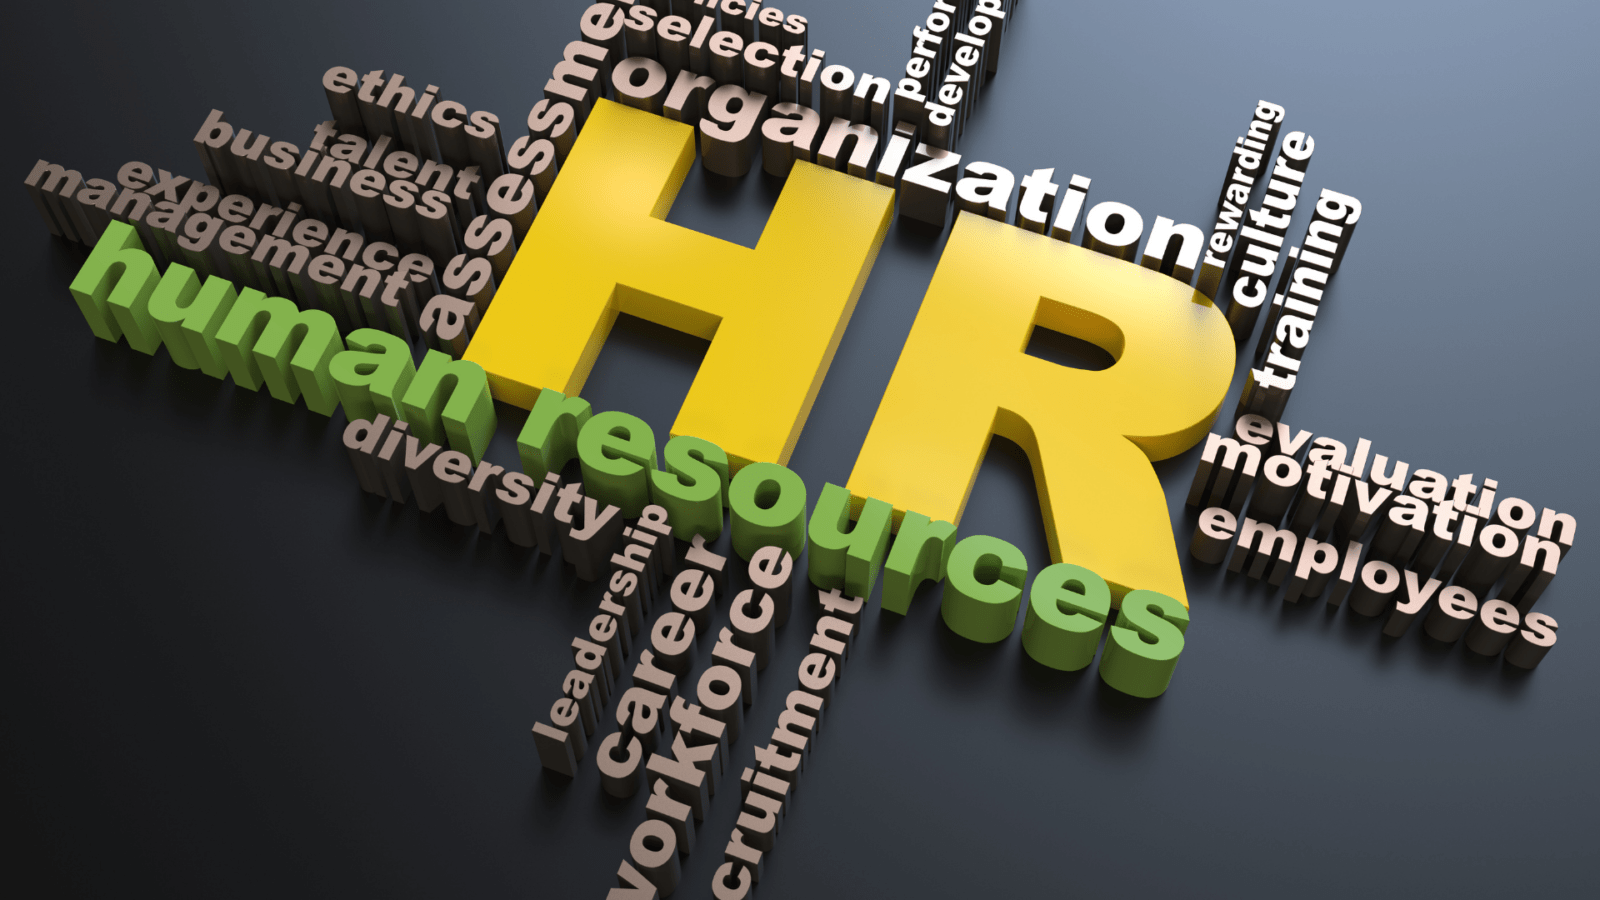 ncies
selection
organization
perfor
develop
ethics
talent
business
experience
management
assessme
HR
rewarding
culture
training
human resources
diversity
evaluation
motivation
employees
leadership
career
workforce
cruitment